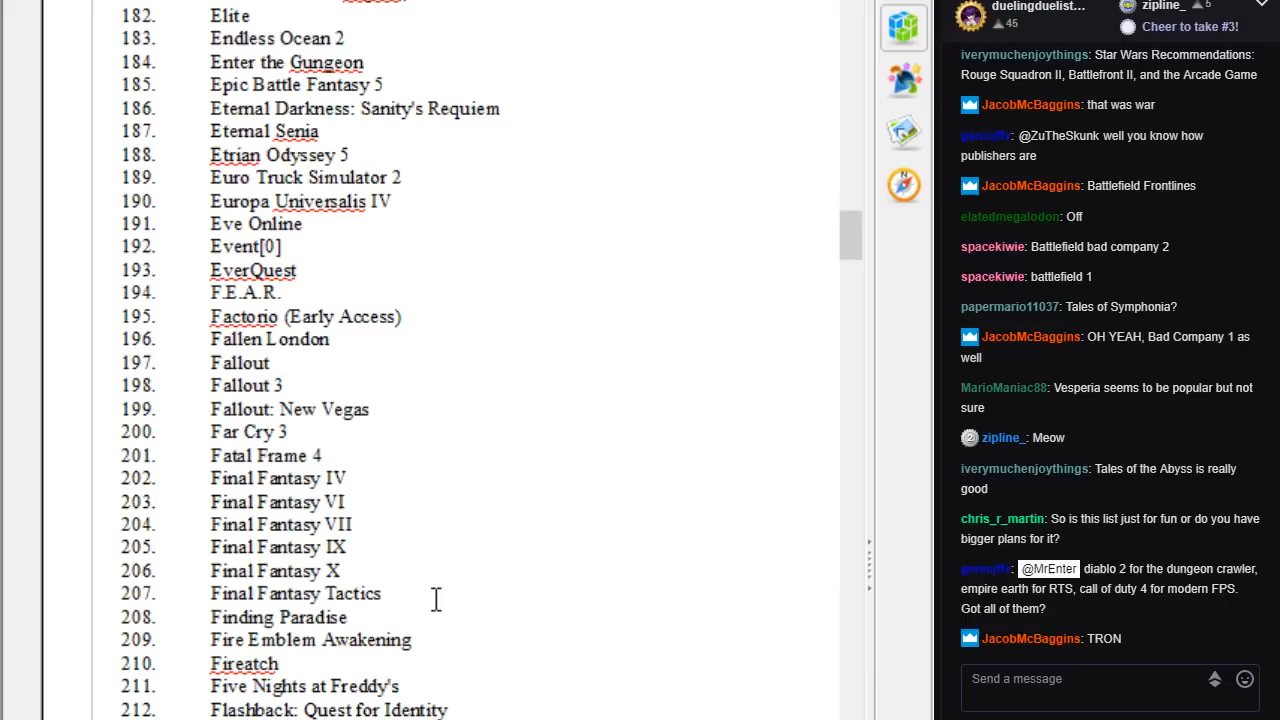 182. Elite
183. Endless Ocean 2
184. Enter the Gungeon
185. Epic Battle Fantasy 5
186. Eternal Darkness: Sanity's Requiem
187. Eternal Senia
188. Etrian Odyssey 5
189. Euro Truck Simulator 2
190. Europa Universalis IV
191. Eve Online
192. Event[0]
193. EverQuest
194. F.E.A.R.
195. Factorio (Early Access)
196. Fallen London
197. Fallout
198. Fallout 3
199. Fallout: New Vegas
200. Far Cry 3
201. Fatal Frame 4
202. Final Fantasy IV
203. Final Fantasy VI
204. Final Fantasy VII
205. Final Fantasy IX
206. Final Fantasy X
207. Final Fantasy Tactics
208. Finding Paradise
209. Fire Emblem Awakening
210. Fireatch
211. Five Nights at Freddy's
212. Flashback: Quest for Identity
N
duelingduelist...
45
zipline_ 5
Cheer to take #3!
iverymuchenjoythings: Star Wars Recommendations:
Rouge Squadron II, Battlefront II, and the Arcade Game
JacobMcBaggins: that was war
: @ZuTheSkunk well you know how
publishers are
JacobMcBaggins: Battlefield Frontlines
elatedmegalodon: Off
spacekiwie: Battlefield bad company 2
spacekiwie: battlefield 1
papermario11037: Tales of Symphonia?
JacobMcBaggins: OH YEAH, Bad Company 1 as
well
MarioManiac88: Vesperia seems to be popular but not
sure
2 zipline_: Meow
iverymuchenjoythings: Tales of the Abyss is really
good
chris_r_martin: So is this list just for fun or do you have
bigger plans for it?
: @MrEnter diablo 2 for the dungeon crawler,
empire earth for RTS, call of duty 4 for modern FPS.
Got all of them?
JacobMcBaggins: TRON
Send a message